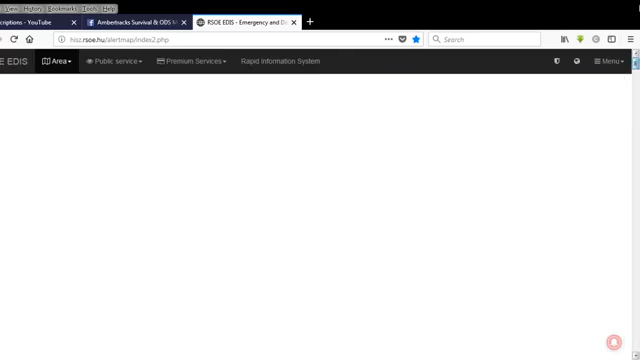 View History Bookmarks Tools Help
criptions - YouTube
Ambertracks Survival & ODS M
RSOE EDIS - Emergency and Di
hisz.rsoe.hu/alertmap/index2.php
Search
E EDIS
Area
Public service
Premium Services
Rapid Information System
Menu